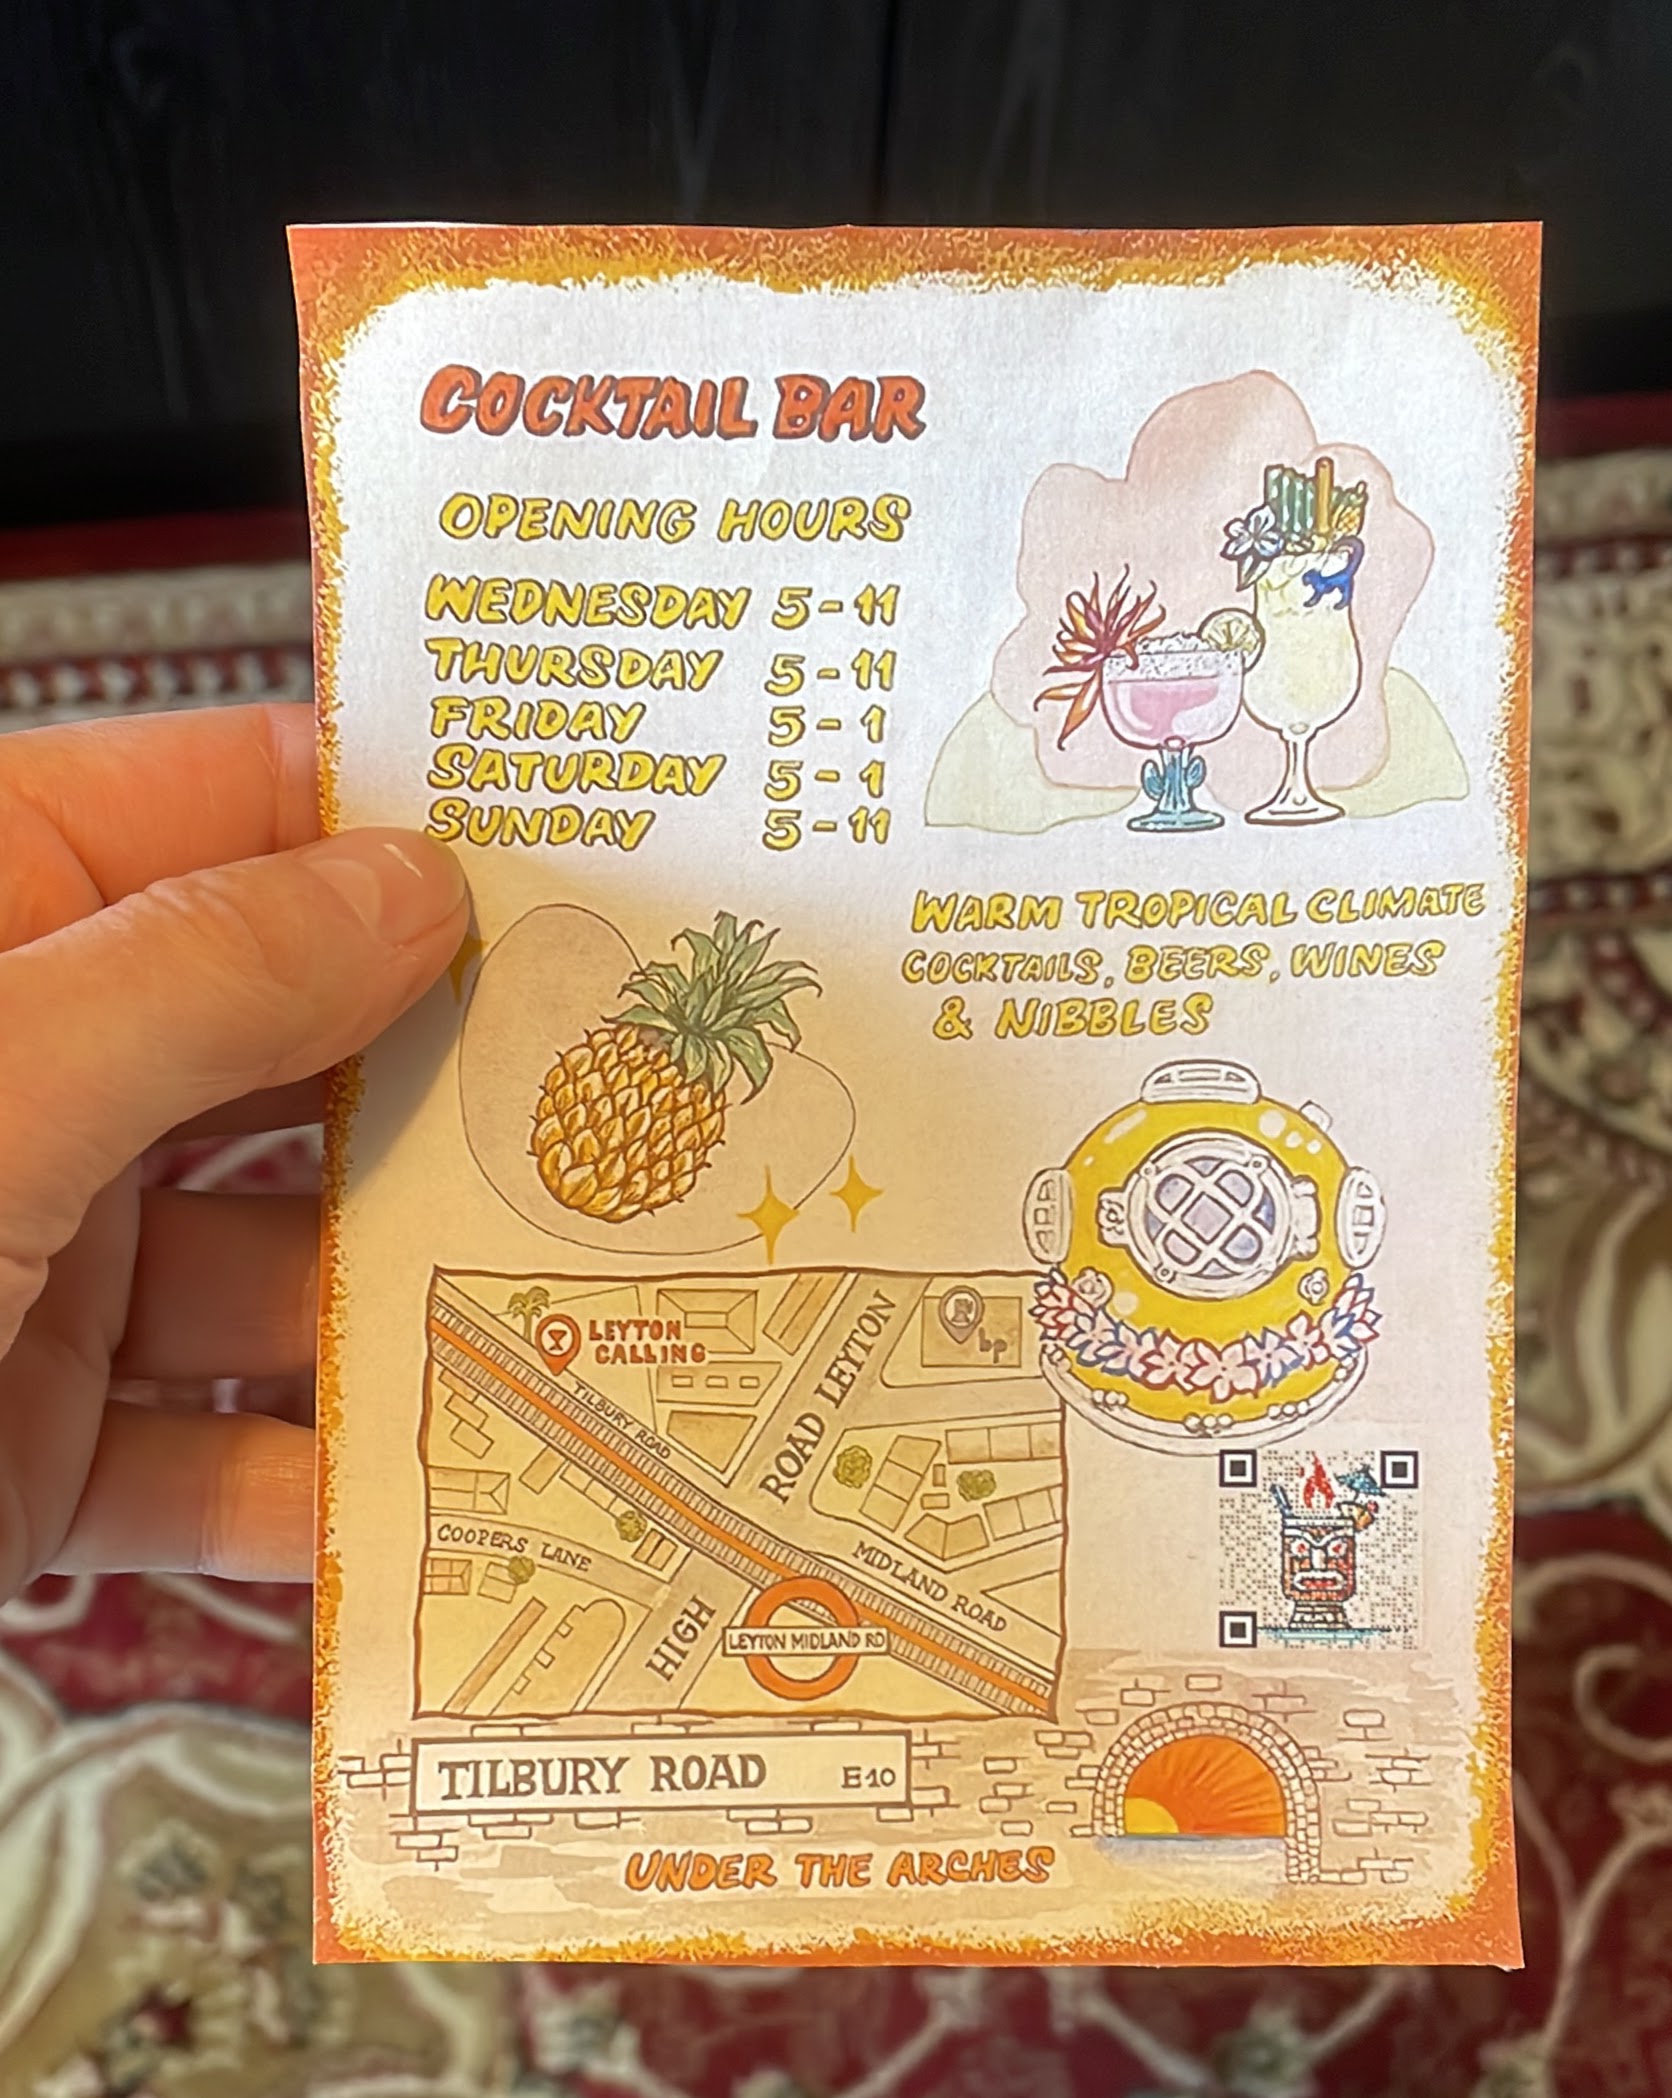 COCKTAIL BAR
OPENING HOURS
WEDNESDAY 5-11
THURSDAY 5-11
FRIDAY 5-1
SATURDAY 5-1
SUNDAY 5-11
WARM TROPICAL CLIMATE
COCKTAILS, BEERS, WINES
& NIBBLES
LEYTON
CALLING
TILBURY ROAD
HIGH ROAD LEYTON
bp
COOPERS LANE
MIDLAND ROAD
LEYTON MIDLAND RD
TILBURY ROAD E10
UNDER THE ARCHES